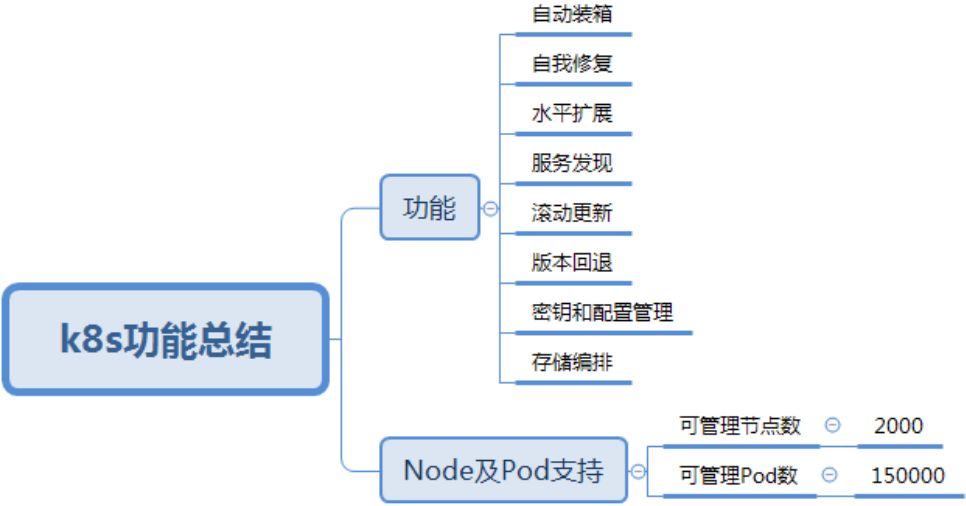 k8s功能总结
功能
自动装箱
自我修复
水平扩展
服务发现
滚动更新
版本回退
密钥和配置管理
存储编排
Node及Pod支持
可管理节点数
2000
可管理Pod数
150000